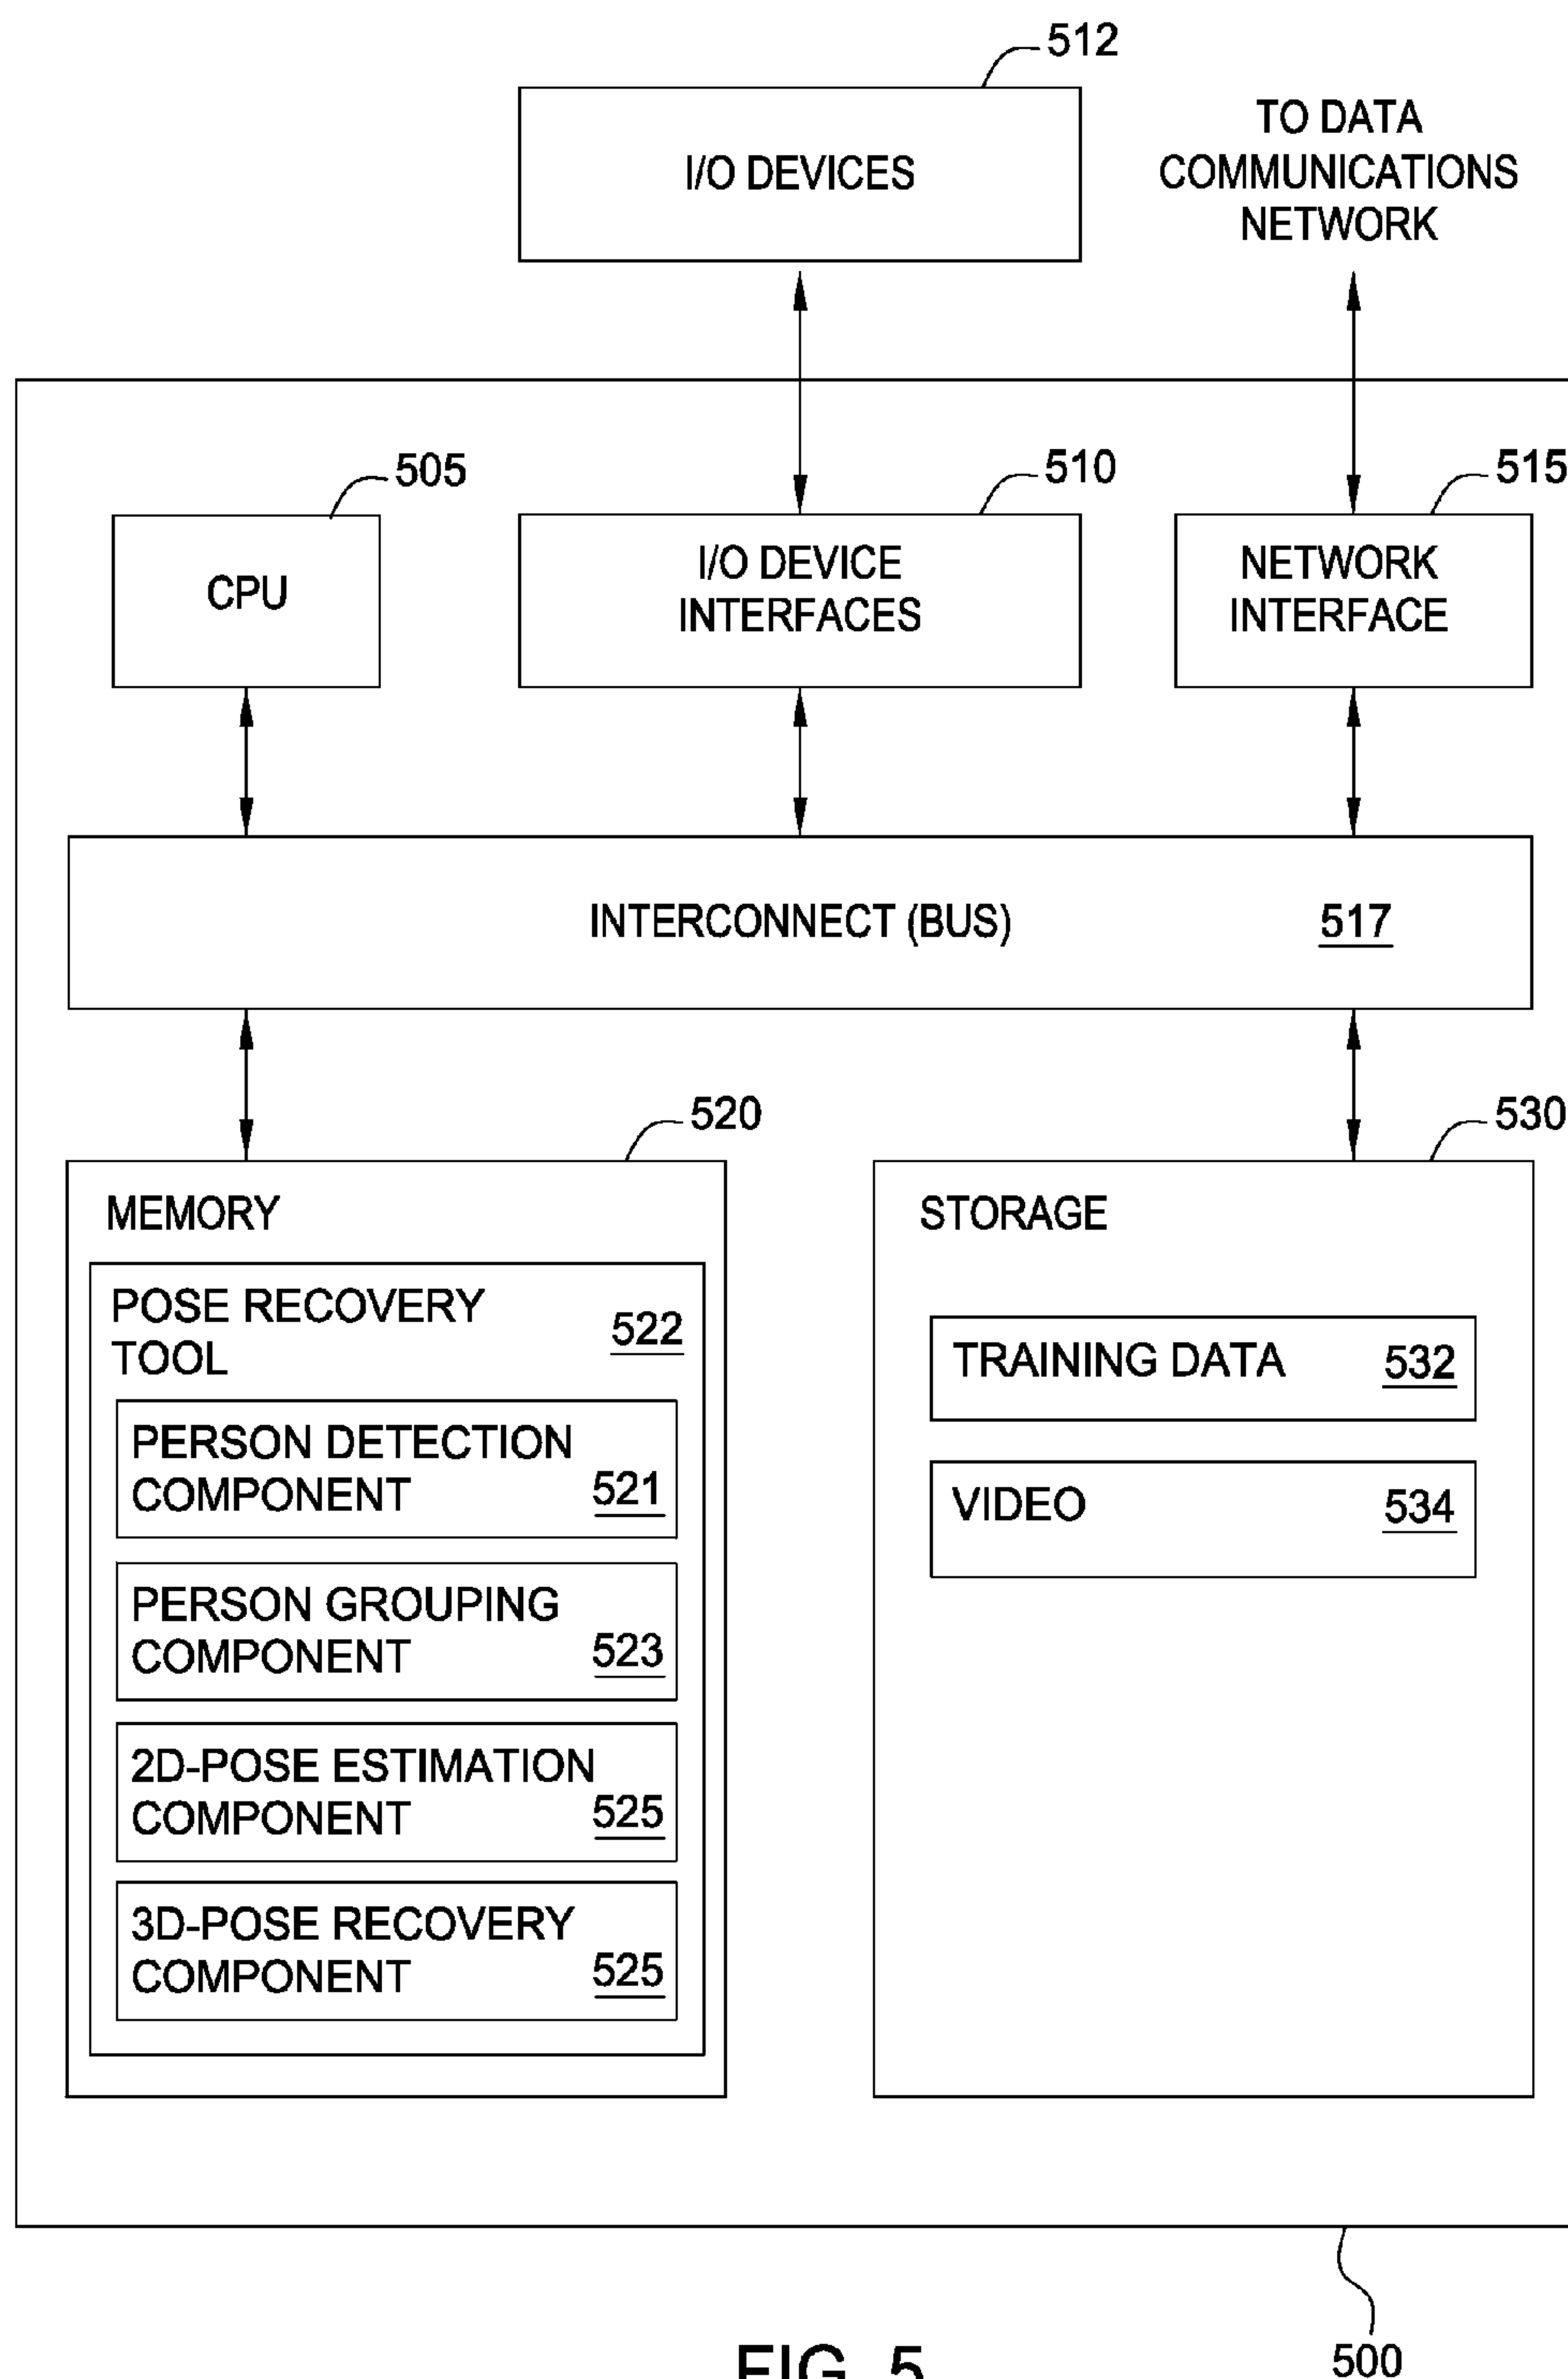 512
I/O DEVICES
TO DATA
COMMUNICATIONS
NETWORK
505
510
515
CPU
I/O DEVICE
INTERFACES
NETWORK
INTERFACE
INTERCONNECT (BUS)
517
520
530
MEMORY
POSE RECOVERY
TOOL
522
PERSON DETECTION
COMPONENT
521
PERSON GROUPING
COMPONENT
523
2D-POSE ESTIMATION
COMPONENT
525
3D-POSE RECOVERY
COMPONENT
525
STORAGE
TRAINING DATA
532
VIDEO
534
500
FIG. 5